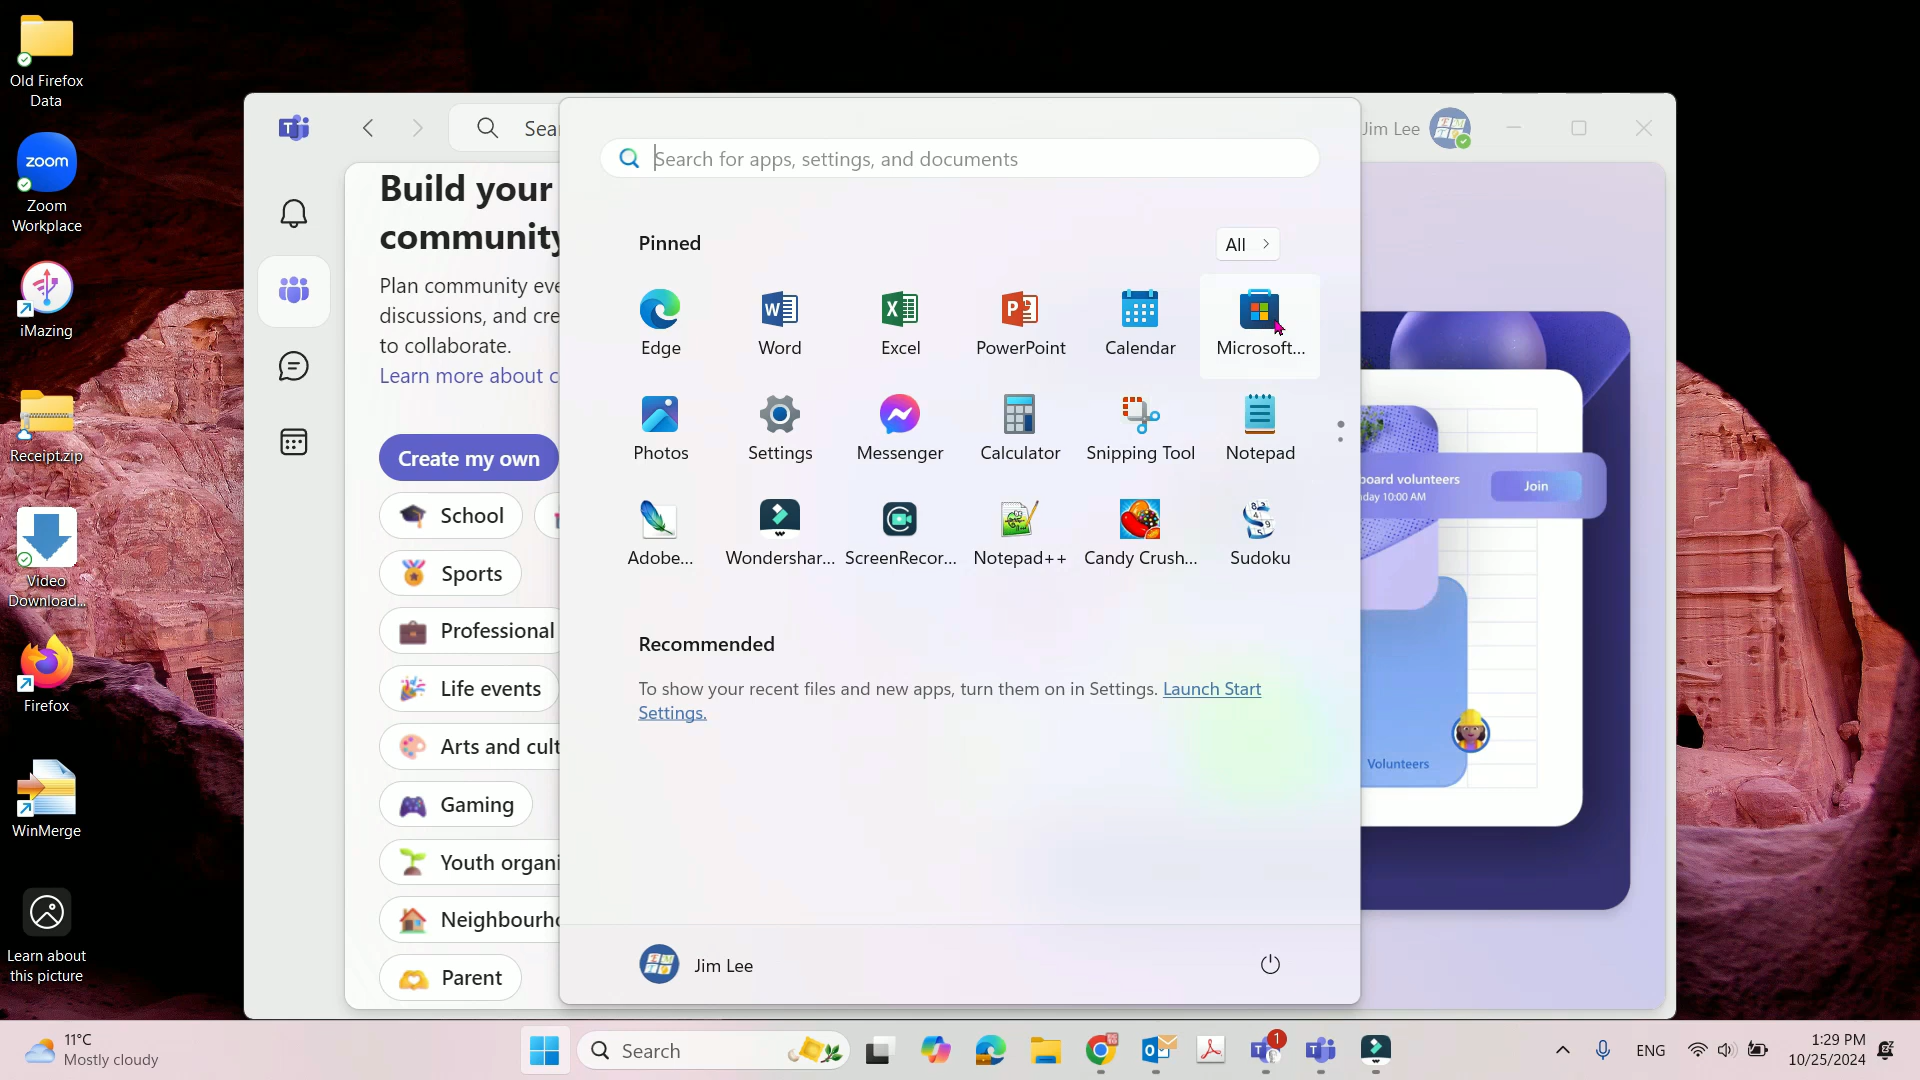 Old Firefox
Data
zoom
Zoom
Workplace
iMazing
Receipt.zip
Video
Download...
Firefox
WinMerge
Learn about
this picture
Build your
community
Plan community eve
discussions, and cre
to collaborate.
Learn more about c
Create my own
School
Sports
Professional
Life events
Arts and cult
Gaming
Youth organi
Neighbourho
Parent
Sea
Search for apps, settings, and documents
Pinned
All
Edge
Word
Excel
PowerPoint
Calendar
Microsoft...
Photos
Settings
Messenger
Calculator
Snipping Tool
Notepad
Adobe...
Wondershar...
ScreenRecor...
Notepad++
Candy Crush...
Sudoku
Recommended
To show your recent files and new apps, turn them on in Settings. Launch Start
Settings.
Jim Lee
Jim Lee
board volunteers
day 10:00 AM
Join
Volunteers
11°C
Mostly cloudy
Search
1
ENG
1:29 PM
10/25/2024